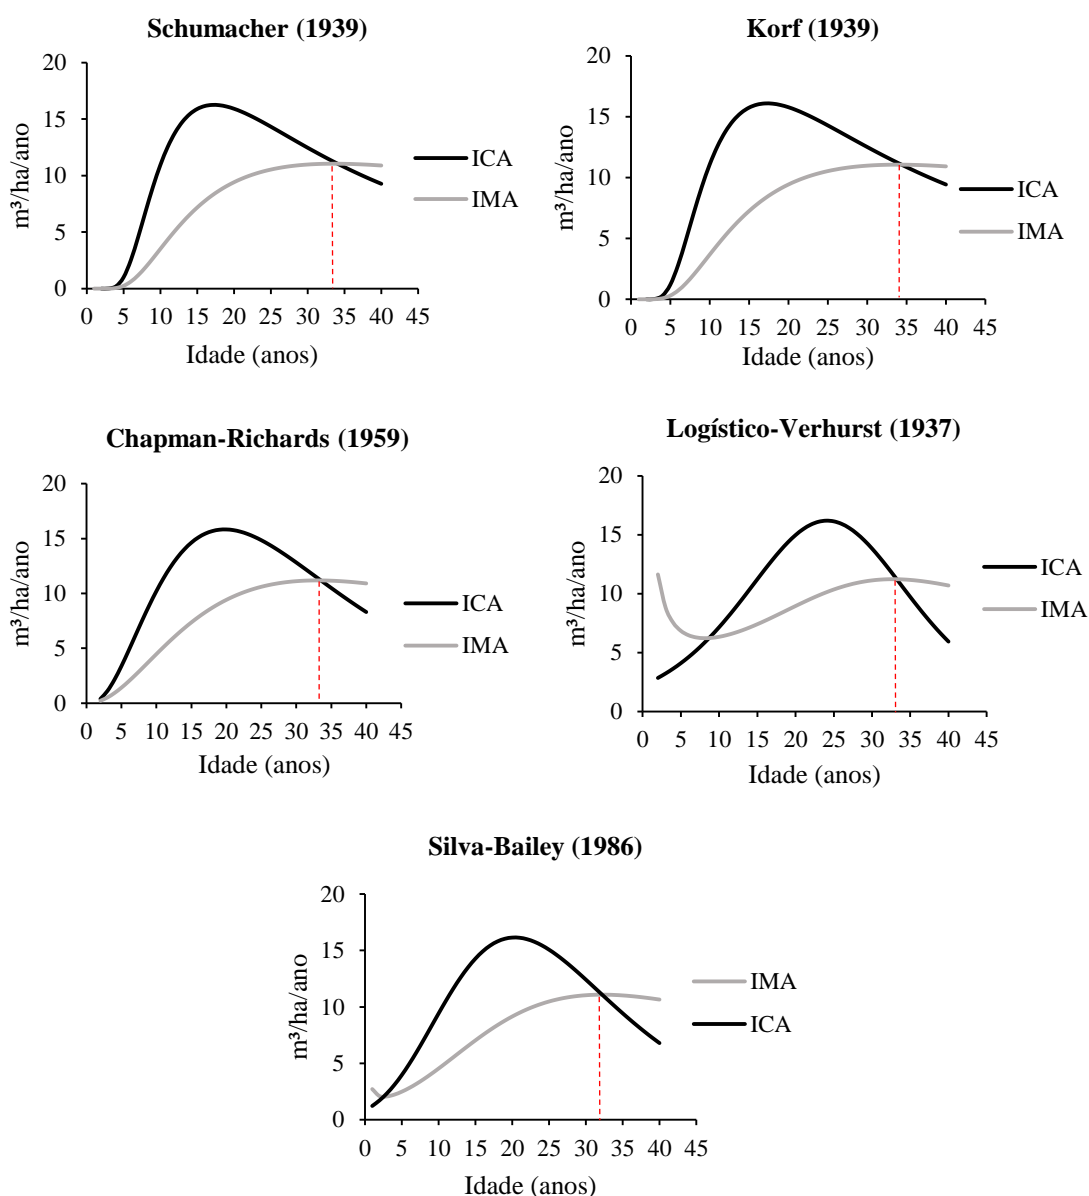 Schumacher (1939)
20
15
10
5
0
m³/ha/ano
0 5 10 15 20 25 30 35 40 45
Idade (anos)
ICA
IMA
Korf (1939)
20
15
10
5
0
m³/ha/ano
0 5 10 15 20 25 30 35 40 45
Idade (anos)
ICA
IMA
Chapman-Richards (1959)
20
15
10
5
0
m³/ha/ano
0 5 10 15 20 25 30 35 40 45
Idade (anos)
ICA
IMA
Logístico-Verhurst (1937)
20
15
10
5
0
m³/ha/ano
0 5 10 15 20 25 30 35 40 45
Idade (anos)
ICA
IMA
Silva-Bailey (1986)
20
15
10
5
0
m³/ha/ano
0 5 10 15 20 25 30 35 40 45
Idade (anos)
IMA
ICA